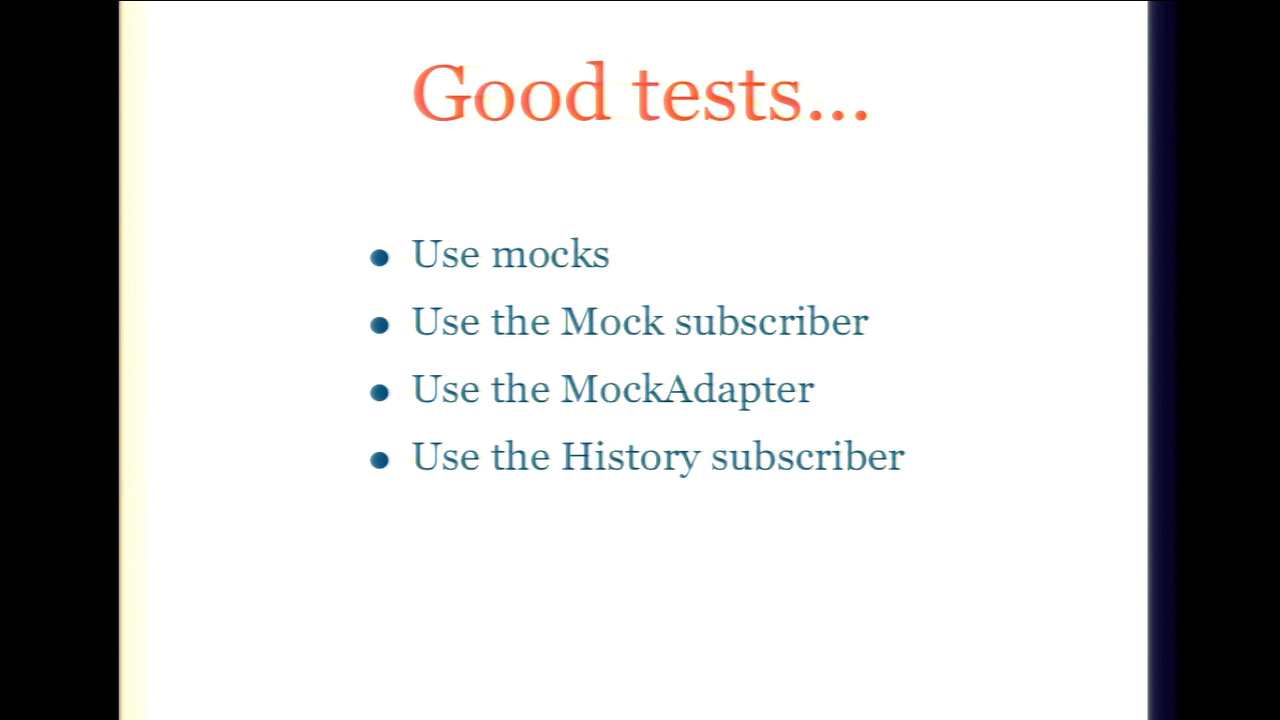 Good tests...
• Use mocks
• Use the Mock subscriber
• Use the MockAdapter
• Use the History subscriber